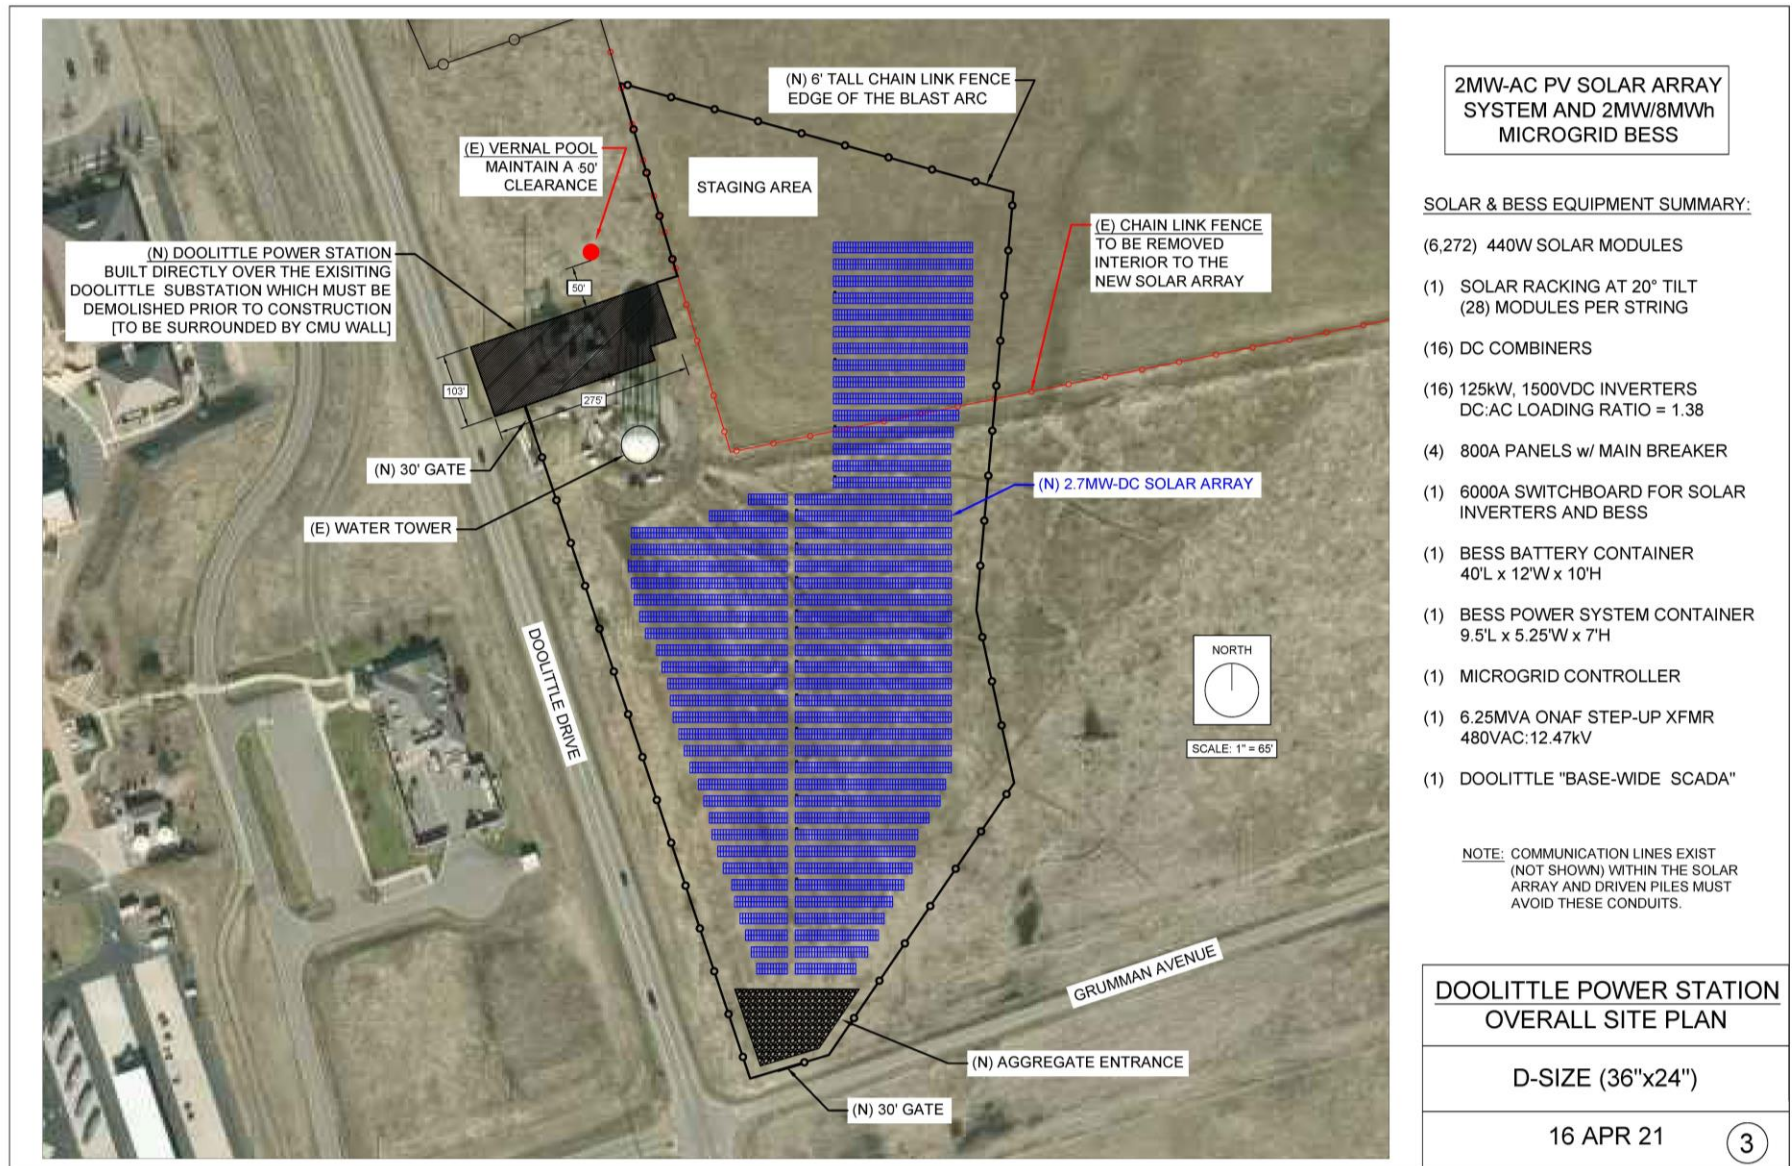 (N) 6' TALL CHAIN LINK FENCE
EDGE OF THE BLAST ARC
(E) VERNAL POOL
MAINTAIN A 50'
CLEARANCE
STAGING AREA
(N) DOOLITTLE POWER STATION
BUILT DIRECTLY OVER THE EXISITING
DOOLITTLE SUBSTATION WHICH MUST BE
DEMOLISHED PRIOR TO CONSTRUCTION
[TO BE SURROUNDED BY CMU WALL]
(E) CHAIN LINK FENCE
TO BE REMOVED
INTERIOR TO THE
NEW SOLAR ARRAY
50'
103'
275'
(N) 30' GATE
(E) WATER TOWER
(N) 2.7MW-DC SOLAR ARRAY
DOOLITTLE DRIVE
NORTH
SCALE: 1" = 65'
GRUMMAN AVENUE
(N) AGGREGATE ENTRANCE
(N) 30' GATE
2MW-AC PV SOLAR ARRAY
SYSTEM AND 2MW/8MWh
MICROGRID BESS
SOLAR & BESS EQUIPMENT SUMMARY:
(6,272) 440W SOLAR MODULES
(1) SOLAR RACKING AT 20° TILT
(28) MODULES PER STRING
(16) DC COMBINERS
(16) 125kW, 1500VDC INVERTERS
DC:AC LOADING RATIO = 1.38
(4) 800A PANELS w/ MAIN BREAKER
(1) 6000A SWITCHBOARD FOR SOLAR
INVERTERS AND BESS
(1) BESS BATTERY CONTAINER
40'L x 12'W x 10'H
(1) BESS POWER SYSTEM CONTAINER
9.5'L x 5.25'W x 7'H
(1) MICROGRID CONTROLLER
(1) 6.25MVA ONAF STEP-UP XFMR
480VAC:12.47kV
(1) DOOLITTLE "BASE-WIDE SCADA"
NOTE: COMMUNICATION LINES EXIST
(NOT SHOWN) WITHIN THE SOLAR
ARRAY AND DRIVEN PILES MUST
AVOID THESE CONDUITS.
DOOLITTLE POWER STATION
OVERALL SITE PLAN
D-SIZE (36"x24")
16 APR 21
3